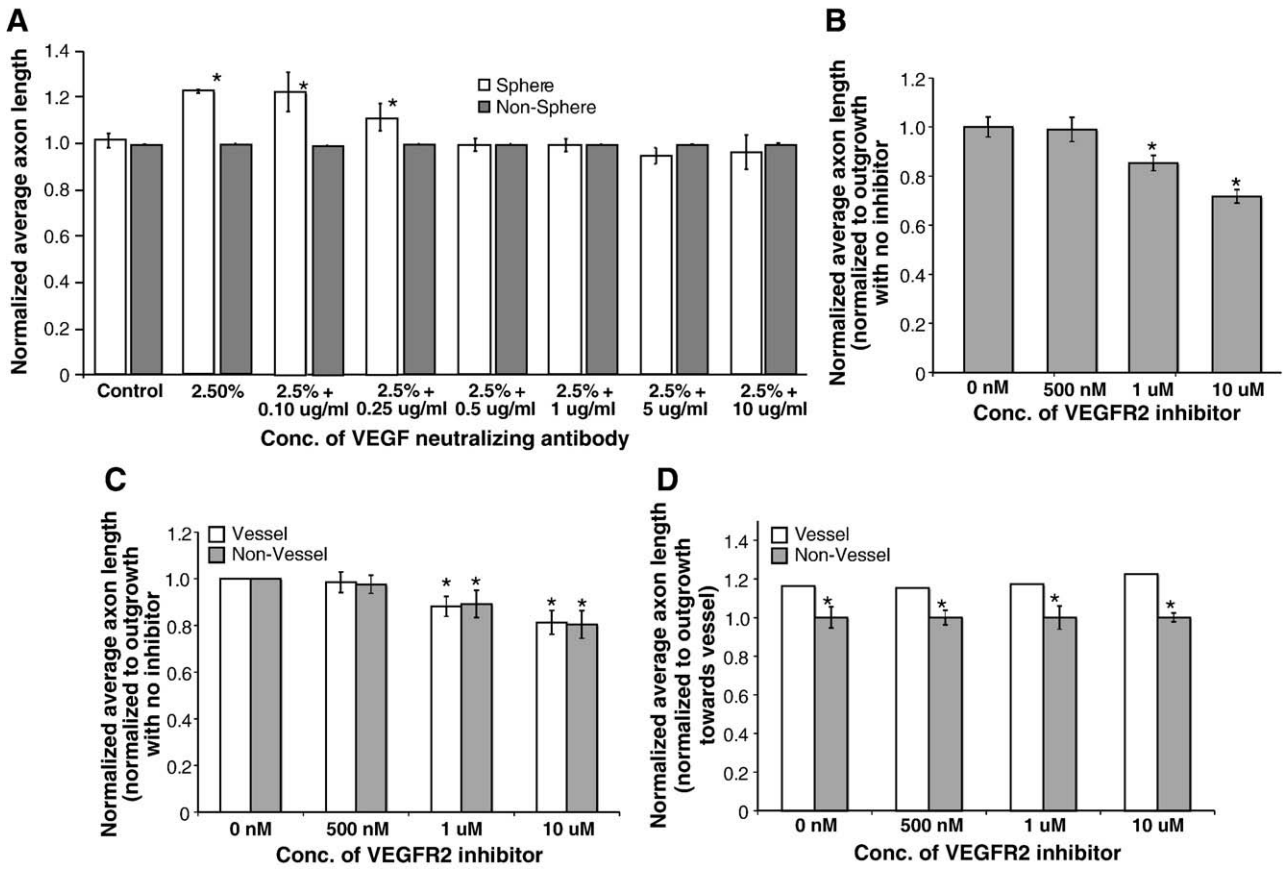 A
Normalized average axon length
1.4
1.2
1.0
0.8
0.6
0.4
0.2
0
Sphere
Non-Sphere
*
*
*
Control
2.50%
2.5% +
0.10 ug/ml
2.5% +
0.25 ug/ml
2.5% +
0.5 ug/ml
2.5% +
1 ug/ml
2.5% +
5 ug/ml
2.5% +
10 ug/ml
Conc. of VEGF neutralizing antibody
B
Normalized average axon length
(normalized to outgrowth
with no inhibitor)
1.2
1.0
0.8
0.6
0.4
0.2
0
*
*
0 nM
500 nM
1 uM
10 uM
Conc. of VEGFR2 inhibitor
C
Normalized average axon length
(normalized to outgrowth
with no inhibitor
1.2
1.0
0.8
0.6
0.4
0.2
0
Vessel
Non-Vessel
*
*
*
*
0 nM
500 nM
1 uM
10 uM
Conc. of VEGFR2 inhibitor
D
Normalized average axon length
(normalized to outgrowth
towards vessel)
1.4
1.2
1.0
0.8
0.6
0.4
0.2
0
Vessel
Non-Vessel
*
*
*
*
0 nM
500 nM
1 uM
10 uM
Conc. of VEGFR2 inhibitor